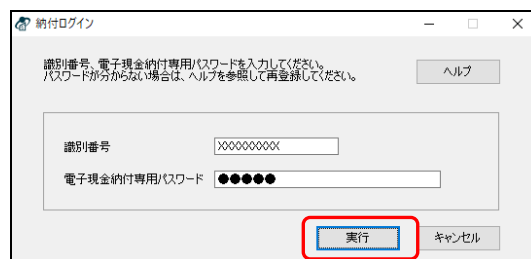 納付ログイン
識別番号、電子現金納付専用パスワードを入力してください。
パスワードが分からない場合は、ヘルプを参照して再登録してください。
ヘルプ
識別番号 XXXXXXXXX
電子現金納付専用パスワード ●●●●●
実行 キャンセル